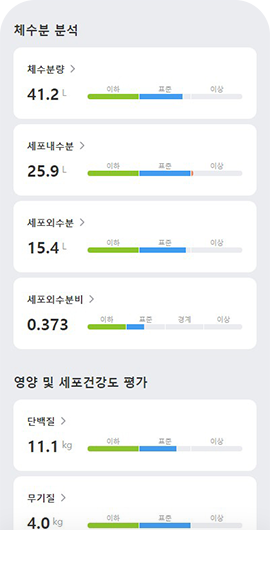 체수분 분석
체수분량 >
이하 표준 이상
41.2 L
세포내수분 >
이하 표준 이상
25.9 L
세포외수분 >
이하 표준 이상
15.4 L
세포외수분비 >
이하 표준 경계 이상
0.373
영양 및 세포건강도 평가
단백질 >
이하 표준 이상
11.1 kg
무기질 >
이하 표준 이상
4.0 kg